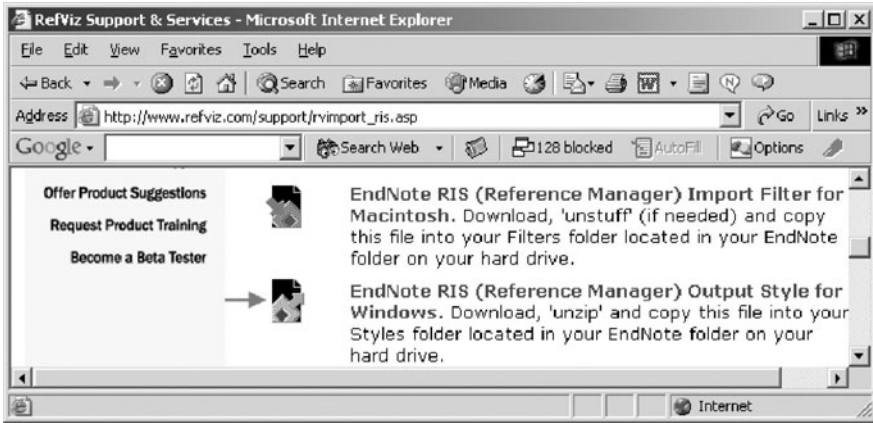 RefViz Support & Services - Microsoft Internet Explorer
File Edit View Favorites Tools Help
Back Search Favorites Media
Address http://www.refviz.com/support/rvimport_ris.asp Go Links »
Google Search Web 128 blocked AutoFill Options
Offer Product Suggestions
Request Product Training
Become a Beta Tester
EndNote RIS (Reference Manager) Import Filter for
Macintosh. Download, 'unstuff' (if needed) and copy
this file into your Filters folder located in your EndNote
folder on your hard drive.
EndNote RIS (Reference Manager) Output Style for
Windows. Download, 'unzip' and copy this file into your
Styles folder located in your EndNote folder on your
hard drive.
Internet